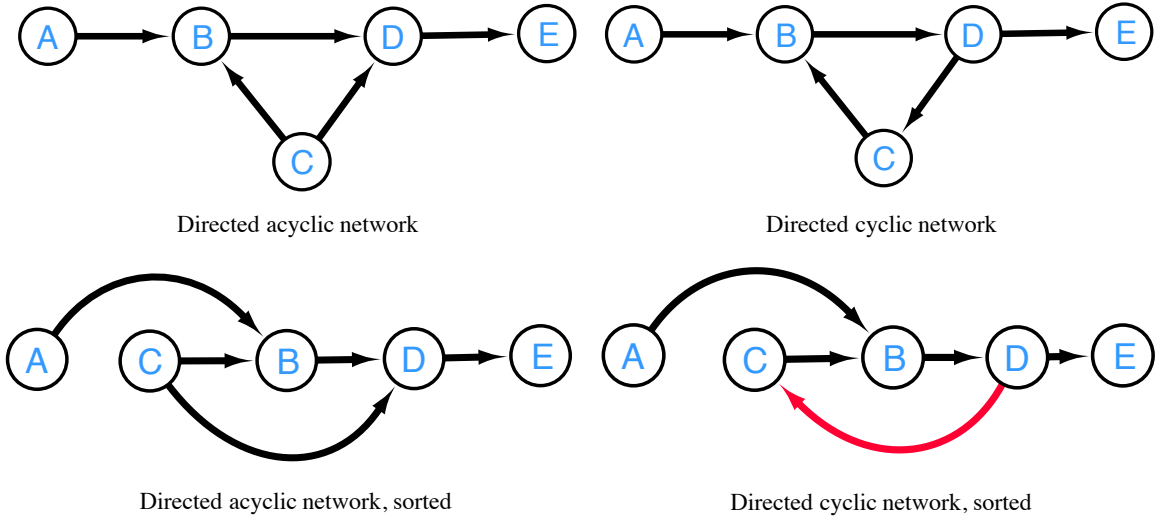 A B D E
C
Directed acyclic network
A B D E
C
Directed cyclic network
A C B D E
Directed acyclic network, sorted
A C B D E
Directed cyclic network, sorted